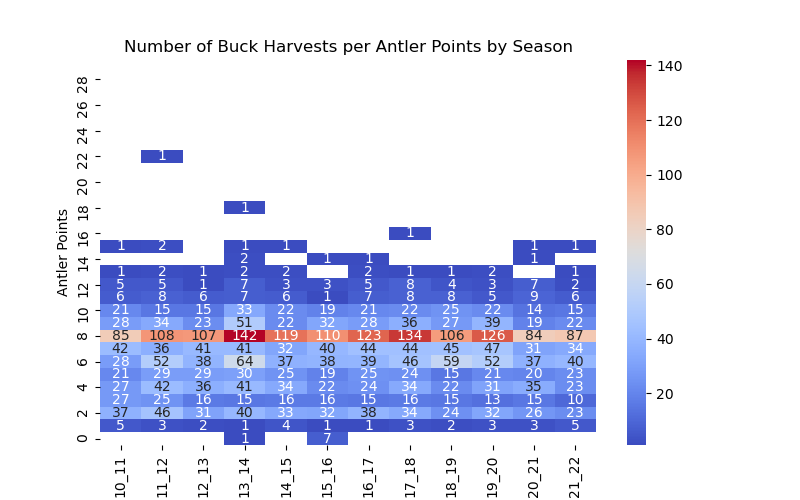 Number of Buck Harvests per Antler Points by Season
Antler Points
28
26
24
22 1
20
18 1
1
16
1 2 1 1 1 1
14 2 1 1 1
1 2 1 2 2 2 1 1 2 1
12 5 5 1 7 3 3 5 8 4 3 7 2
6 8 6 7 6 1 7 8 8 5 9 6
10 21 15 15 33 22 19 21 22 25 22 14 15
28 34 23 51 22 32 28 36 27 39 19 22
8 85 108 107 142 119 110 123 134 106 126 84 87
42 36 41 41 32 40 44 44 45 47 31 34
6 28 52 38 64 37 38 39 46 59 52 37 40
21 29 29 30 25 19 25 24 15 21 20 23
4 27 42 36 41 34 22 24 34 22 31 35 23
27 25 16 15 16 16 15 16 15 13 15 10
2 37 46 31 40 33 32 38 34 24 32 26 23
5 3 2 1 4 1 1 3 2 3 3 5
0 1 7
10_11 11_12 12_13 13_14 14_15 15_16 16_17 17_18 18_19 19_20 20_21 21_22
140
120
100
80
60
40
20